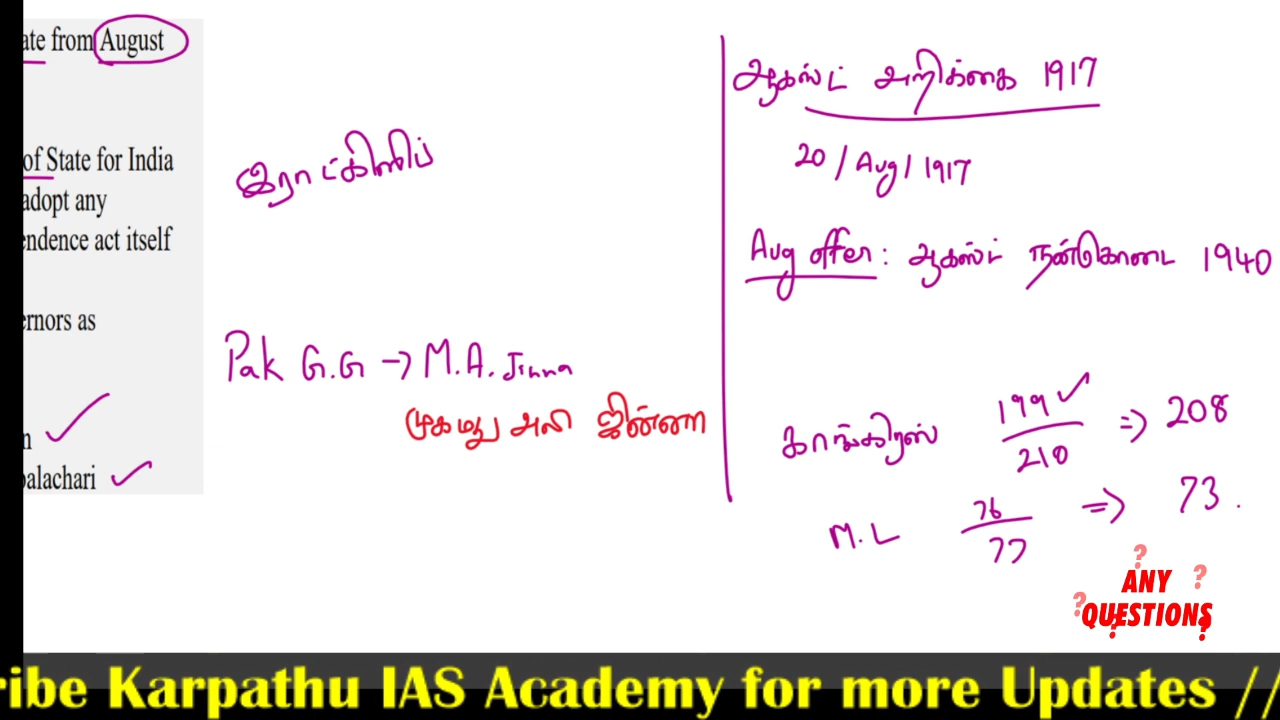 ate from August
of State for India
adopt any
endence act itself
ernors as
n
palachari
இராட்கிளிப்
Pak G.G → M.A. Jinna
முகமது அலி ஜின்னா
ஆகஸ்ட் அறிக்கை 1917
20 / Aug / 1917
Aug offer : ஆகஸ்ட் நன்கொடை 1940
காங்கிரஸ் 199/210 ⇒ 208
M.L 76/77 ⇒ 73.
ANY
QUESTIONS
ribe Karpathu IAS Academy for more Updates //